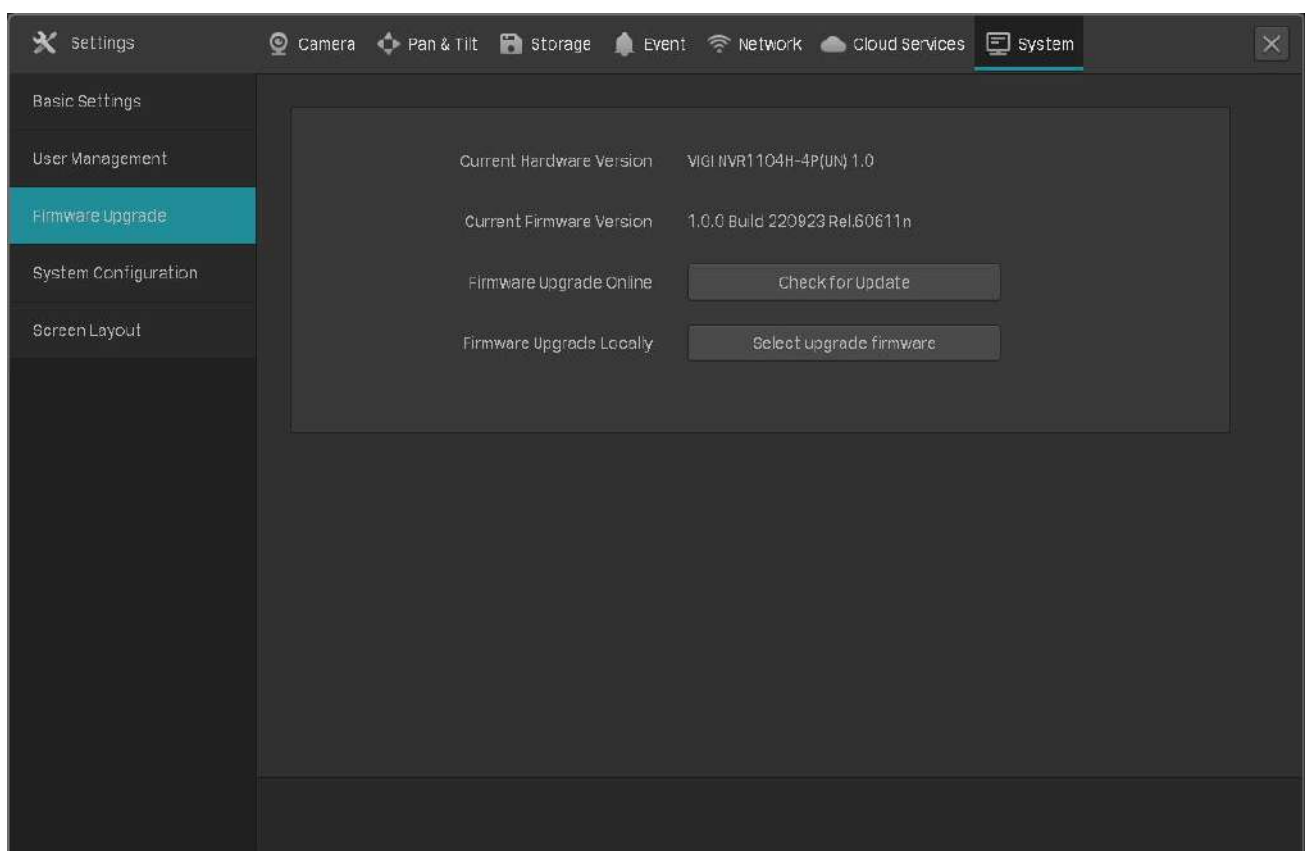 Settings
Camera
Pan & Tilt
Storage
Event
Network
Cloud Services
System
Basic Settings
User Management
Firmware Upgrade
System Configuration
Screen Layout
Current Hardware Version VIGI NVR1104H-4P(UN) 1.0
Current Firmware Version 1.0.0 Build 220923 Rel.60611n
Firmware Upgrade Online Check for Update
Firmware Upgrade Locally Select upgrade firmware